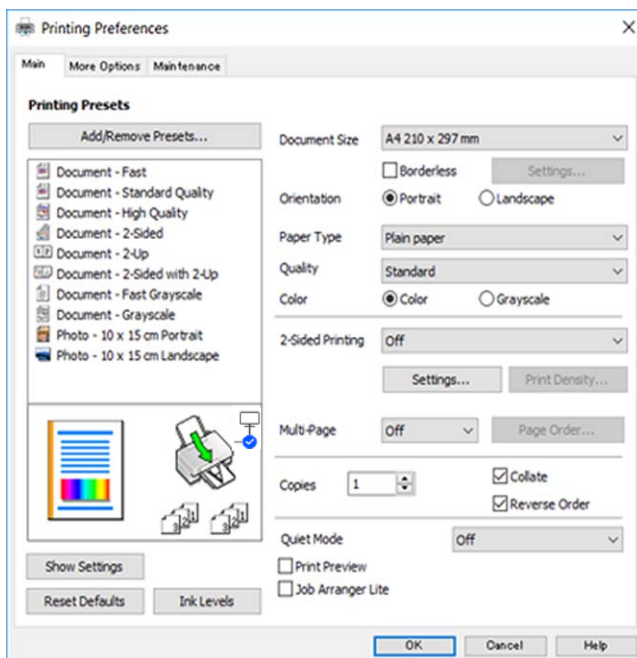 Printing Preferences
Main More Options Maintenance
Printing Presets
Add/Remove Presets...
Document - Fast
Document - Standard Quality
Document - High Quality
Document - 2-Sided
Document - 2-Up
Document - 2-Sided with 2-Up
Document - Fast Grayscale
Document - Grayscale
Photo - 10 x 15 cm Portrait
Photo - 10 x 15 cm Landscape
Show Settings
Reset Defaults Ink Levels
Document Size A4 210 x 297 mm
Borderless Settings...
Orientation Portrait Landscape
Paper Type Plain paper
Quality Standard
Color Color Grayscale
2-Sided Printing Off
Settings... Print Density...
Multi-Page Off Page Order...
Copies 1 Collate
Reverse Order
Quiet Mode Off
Print Preview
Job Arranger Lite
OK Cancel Help